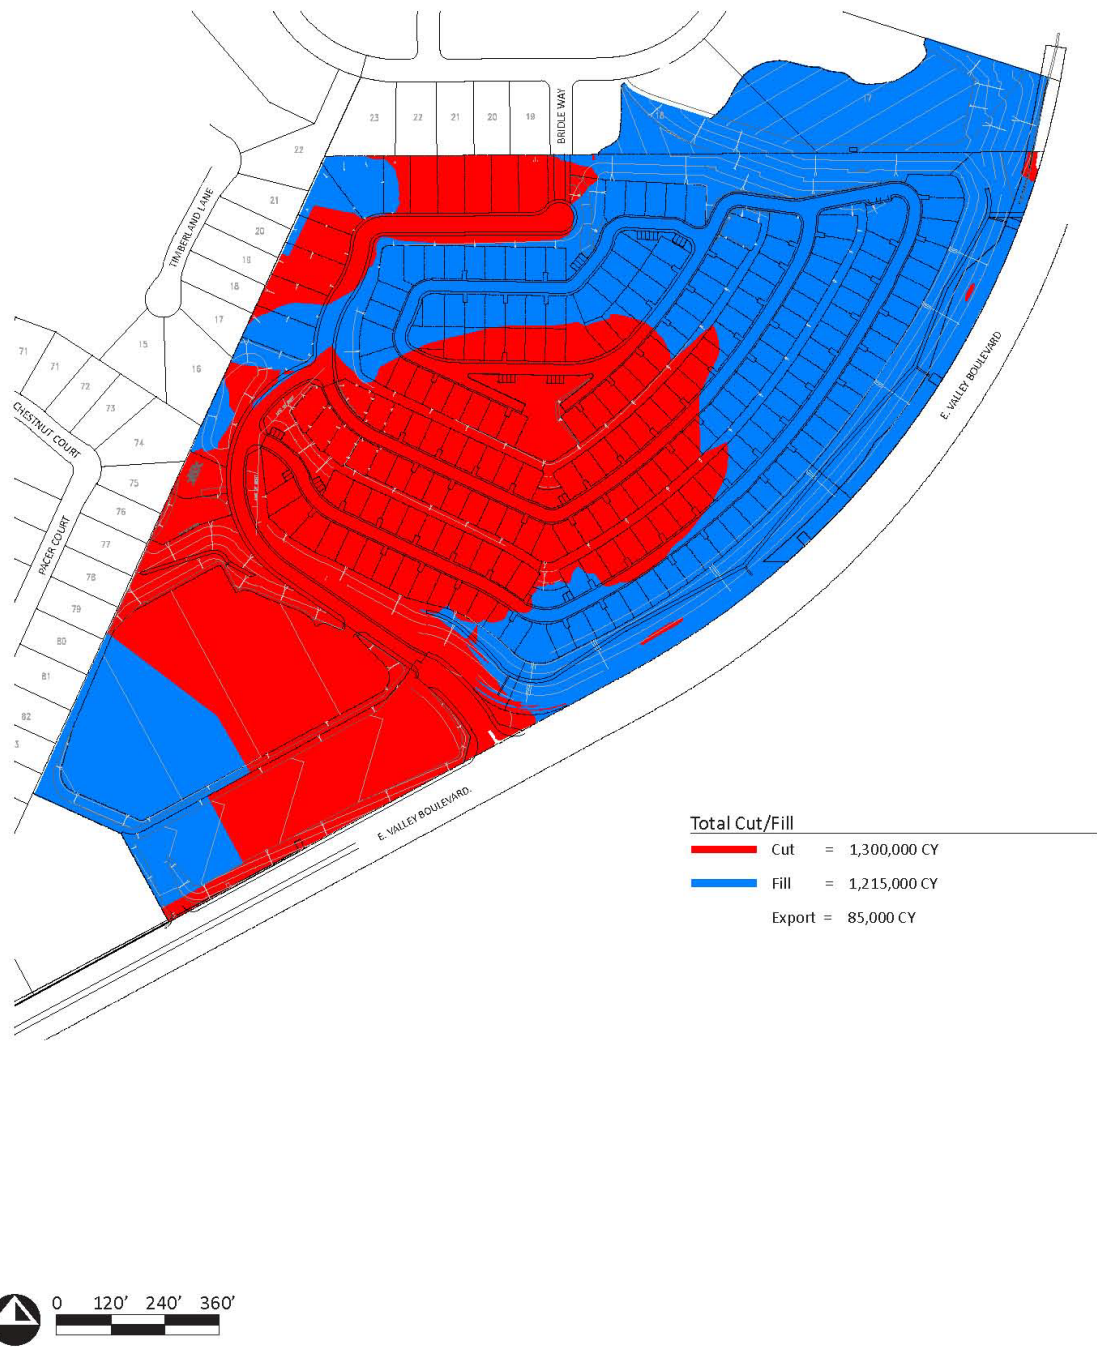 BRIDLE WAY
23
22
21
20
19
17
18
22
21
20
19
18
17
TIMBERLAND LANE
15
16
71
71
72
73
74
75
76
77
78
79
80
81
82
3
CHESTNUT COURT
PACER COURT
E. VALLEY BOULEVARD
E. VALLEY BOULEVARD.
Total Cut/Fill
Cut = 1,300,000 CY
Fill = 1,215,000 CY
Export = 85,000 CY
0 120' 240' 360'